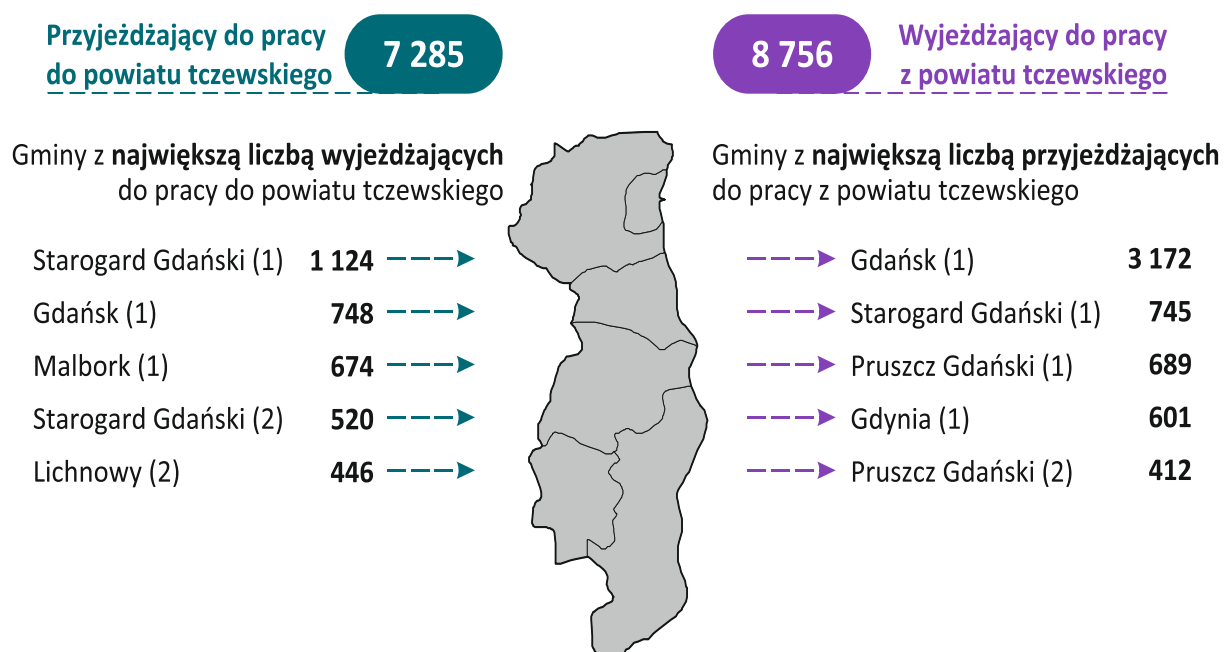 Przyjeżdżający do pracy
do powiatu tczewskiego
7 285
8 756
Wyjeżdżający do pracy
z powiatu tczewskiego
Gminy z największą liczbą wyjeżdżających
do pracy do powiatu tczewskiego
Starogard Gdański (1) 1 124
Gdańsk (1) 748
Malbork (1) 674
Starogard Gdański (2) 520
Lichnowy (2) 446
Gminy z największą liczbą przyjeżdżających
do pracy z powiatu tczewskiego
Gdańsk (1) 3 172
Starogard Gdański (1) 745
Pruszcz Gdański (1) 689
Gdynia (1) 601
Pruszcz Gdański (2) 412